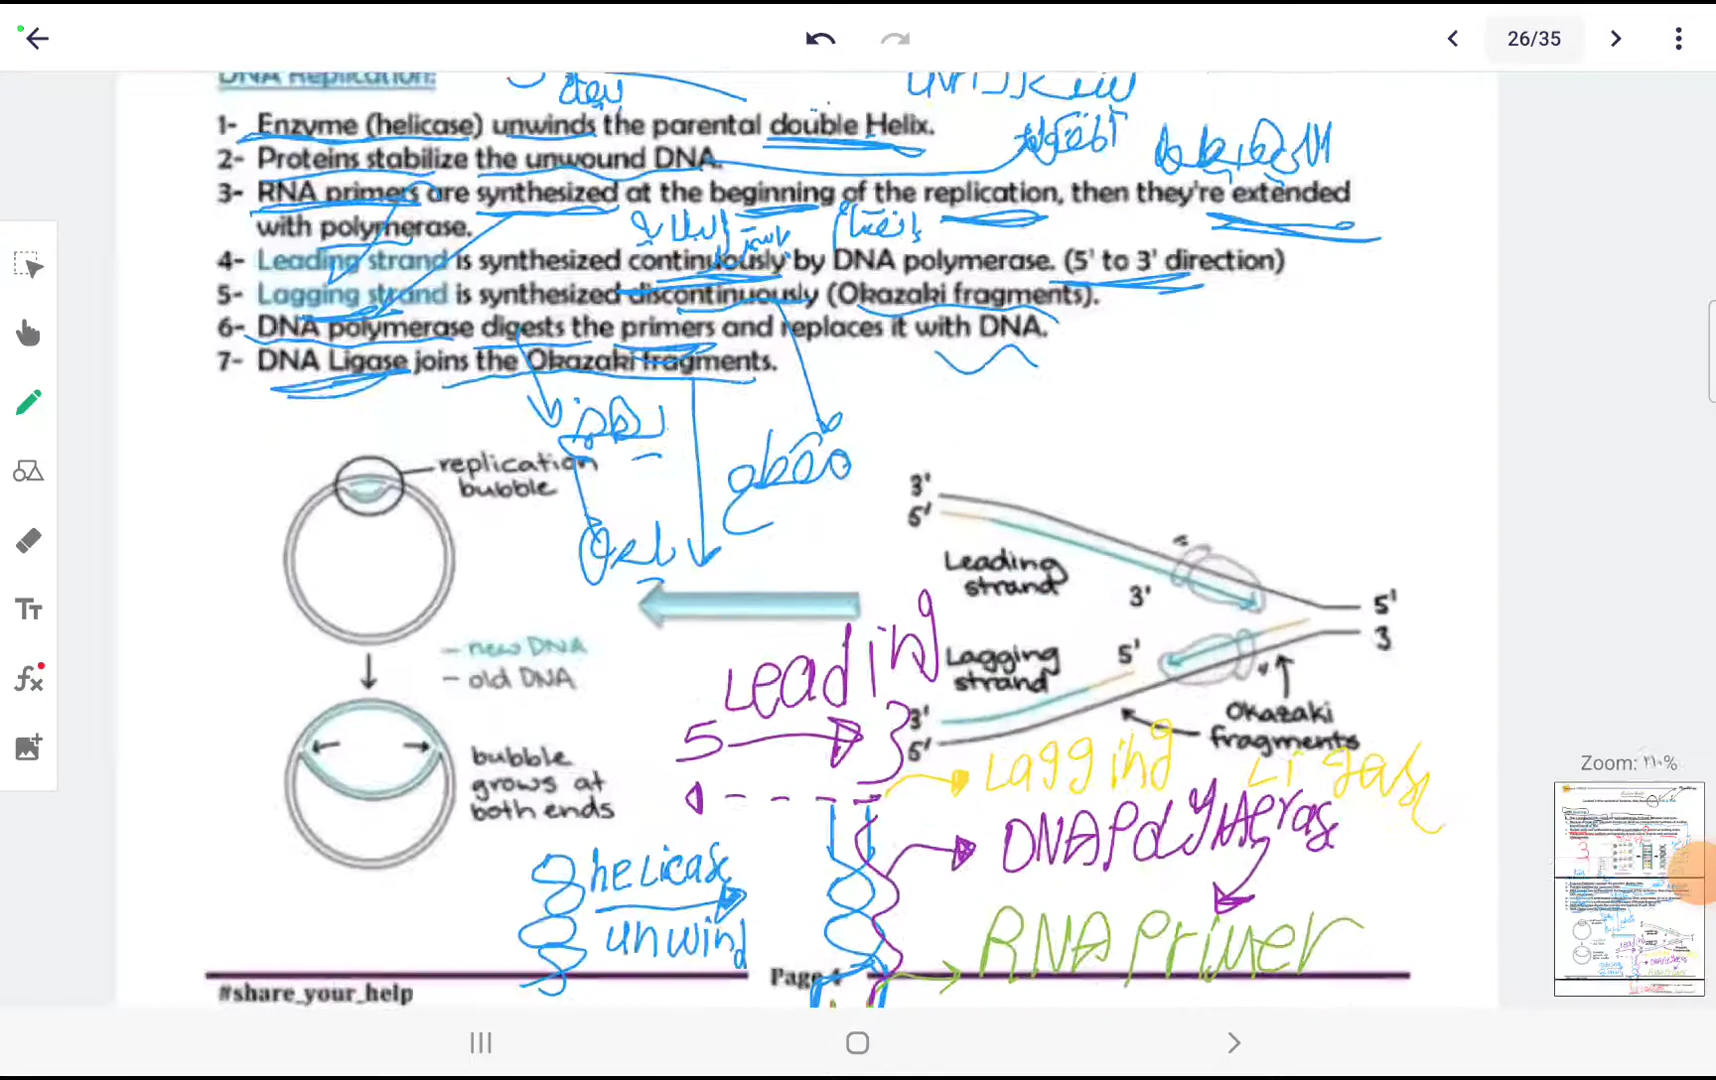 26/35
DNA Replication:
1- Enzyme (helicase) unwinds the parental double Helix.
2- Proteins stabilize the unwound DNA.
3- RNA primers are synthesized at the beginning of the replication, then they're extended
with polymerase.
4- Leading strand is synthesized continuously by DNA polymerase. (5' to 3' direction)
5- Lagging strand is synthesized discontinuously (Okazaki fragments).
6- DNA polymerase digests the primers and replaces it with DNA.
7- DNA Ligase joins the Okazaki fragments.
replication
bubble
3'
5'
Leading
strand
3'
5'
3
Lagging
strand
5'
3'
5'
Okazaki
fragments
- new DNA
- old DNA
bubble
grows at
both ends
Leading
5 3
Lagging
Ligase
DNA Polymerase
helicase
unwind
RNA Primer
Page 4
#share_your_help
Zoom: